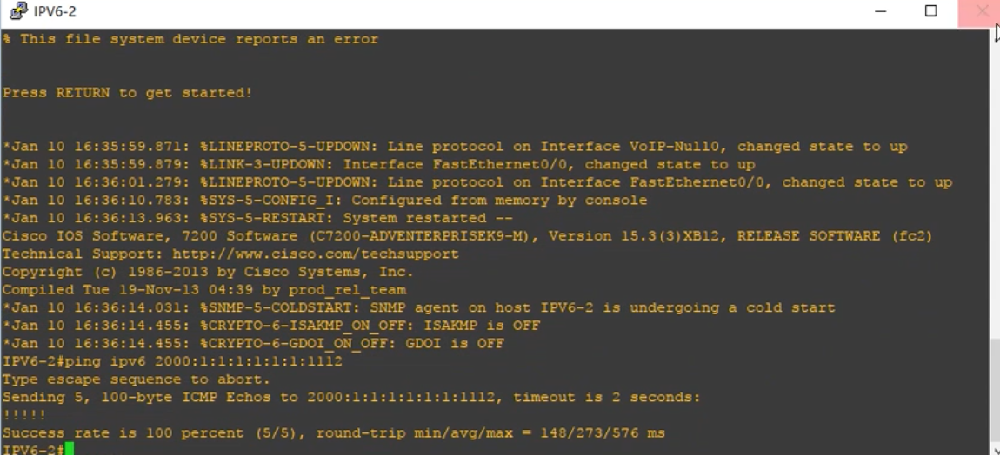 IPV6-2
% This file system device reports an error
Press RETURN to get started!
*Jan 10 16:35:59.871: %LINEPROTO-5-UPDOWN: Line protocol on Interface VoIP-Null0, changed state to up
*Jan 10 16:35:59.879: %LINK-3-UPDOWN: Interface FastEthernet0/0, changed state to up
*Jan 10 16:36:01.279: %LINEPROTO-5-UPDOWN: Line protocol on Interface FastEthernet0/0, changed state to up
*Jan 10 16:36:10.783: %SYS-5-CONFIG_I: Configured from memory by console
*Jan 10 16:36:13.963: %SYS-5-RESTART: System restarted --
Cisco IOS Software, 7200 Software (C7200-ADVENTERPRISEK9-M), Version 15.3(3)XB12, RELEASE SOFTWARE (fc2)
Technical Support: http://www.cisco.com/techsupport
Copyright (c) 1986-2013 by Cisco Systems, Inc.
Compiled Tue 19-Nov-13 04:39 by prod_rel_team
*Jan 10 16:36:14.031: %SNMP-5-COLDSTART: SNMP agent on host IPV6-2 is undergoing a cold start
*Jan 10 16:36:14.455: %CRYPTO-6-ISAKMP_ON_OFF: ISAKMP is OFF
*Jan 10 16:36:14.455: %CRYPTO-6-GDOI_ON_OFF: GDOI is OFF
IPV6-2#ping ipv6 2000:1:1:1:1:1:1:1112
Type escape sequence to abort.
Sending 5, 100-byte ICMP Echos to 2000:1:1:1:1:1:1:1112, timeout is 2 seconds:
!!!!!
Success rate is 100 percent (5/5), round-trip min/avg/max = 148/273/576 ms
IPV6-2#